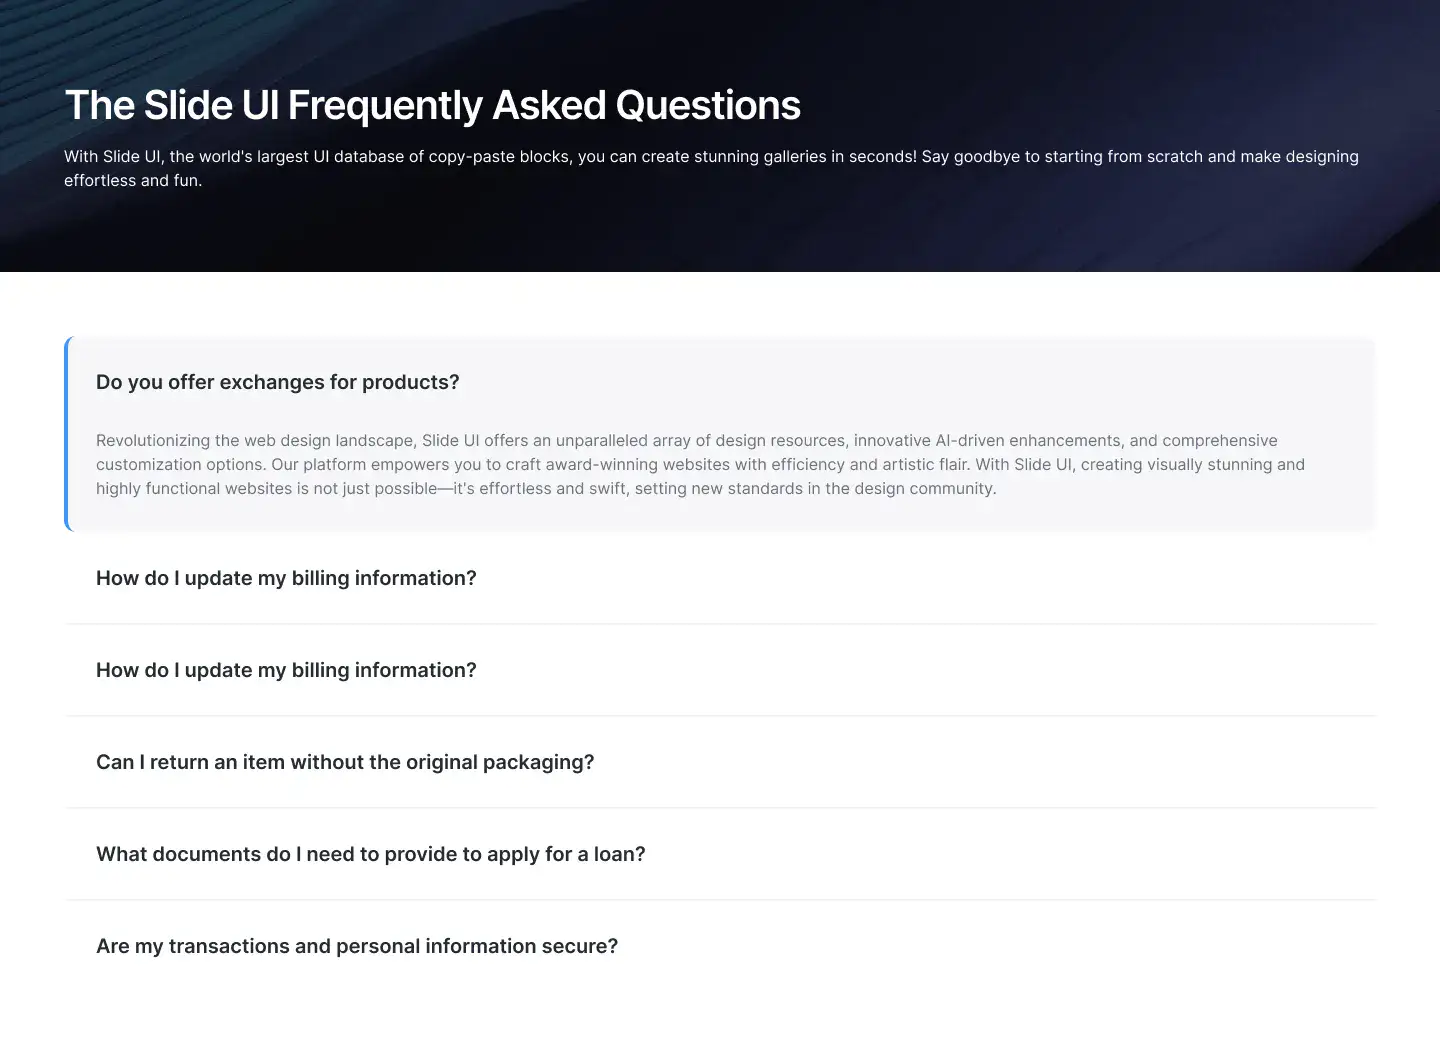 The Slide UI Frequently Asked Questions
With Slide UI, the world's largest UI database of copy-paste blocks, you can create stunning galleries in seconds! Say goodbye to starting from scratch and make designing
effortless and fun.
Do you offer exchanges for products?
Revolutionizing the web design landscape, Slide UI offers an unparalleled array of design resources, innovative AI-driven enhancements, and comprehensive
customization options. Our platform empowers you to craft award-winning websites with efficiency and artistic flair. With Slide UI, creating visually stunning and
highly functional websites is not just possible—it's effortless and swift, setting new standards in the design community.
How do I update my billing information?
How do I update my billing information?
Can I return an item without the original packaging?
What documents do I need to provide to apply for a loan?
Are my transactions and personal information secure?